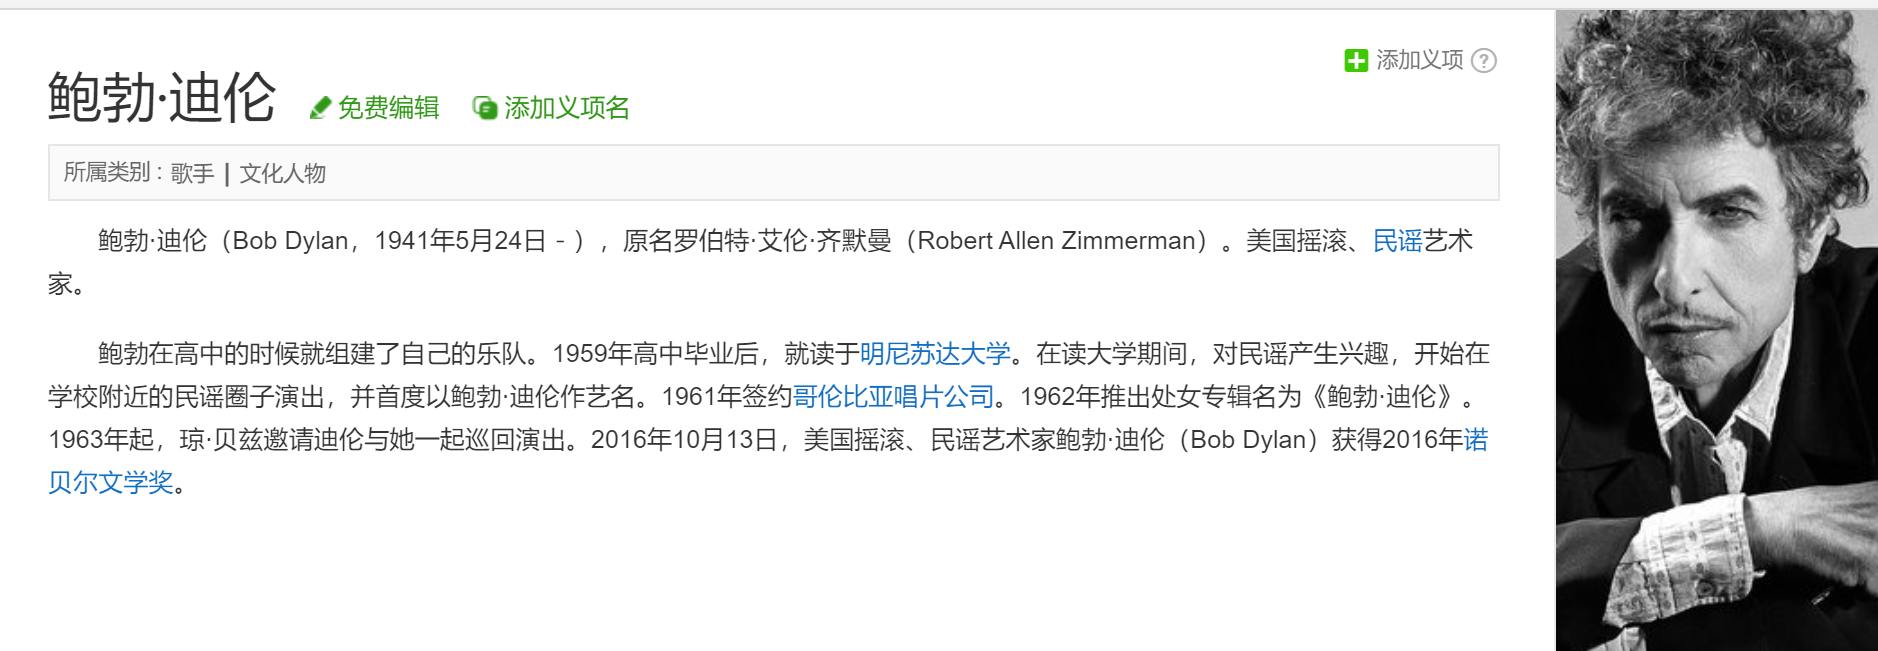 添加义项 ?
鲍勃·迪伦 免费编辑 添加义项名
所属类别 : 歌手 | 文化人物
鲍勃·迪伦（Bob Dylan，1941年5月24日 - ），原名罗伯特·艾伦·齐默曼（Robert Allen Zimmerman）。美国摇滚、民谣艺术
家。
鲍勃在高中的时候就组建了自己的乐队。1959年高中毕业后，就读于明尼苏达大学。在读大学期间，对民谣产生兴趣，开始在
学校附近的民谣圈子演出，并首度以鲍勃·迪伦作艺名。1961年签约哥伦比亚唱片公司。1962年推出处女专辑名为《鲍勃·迪伦》。
1963年起，琼·贝兹邀请迪伦与她一起巡回演出。2016年10月13日，美国摇滚、民谣艺术家鲍勃·迪伦（Bob Dylan）获得2016年诺
贝尔文学奖。